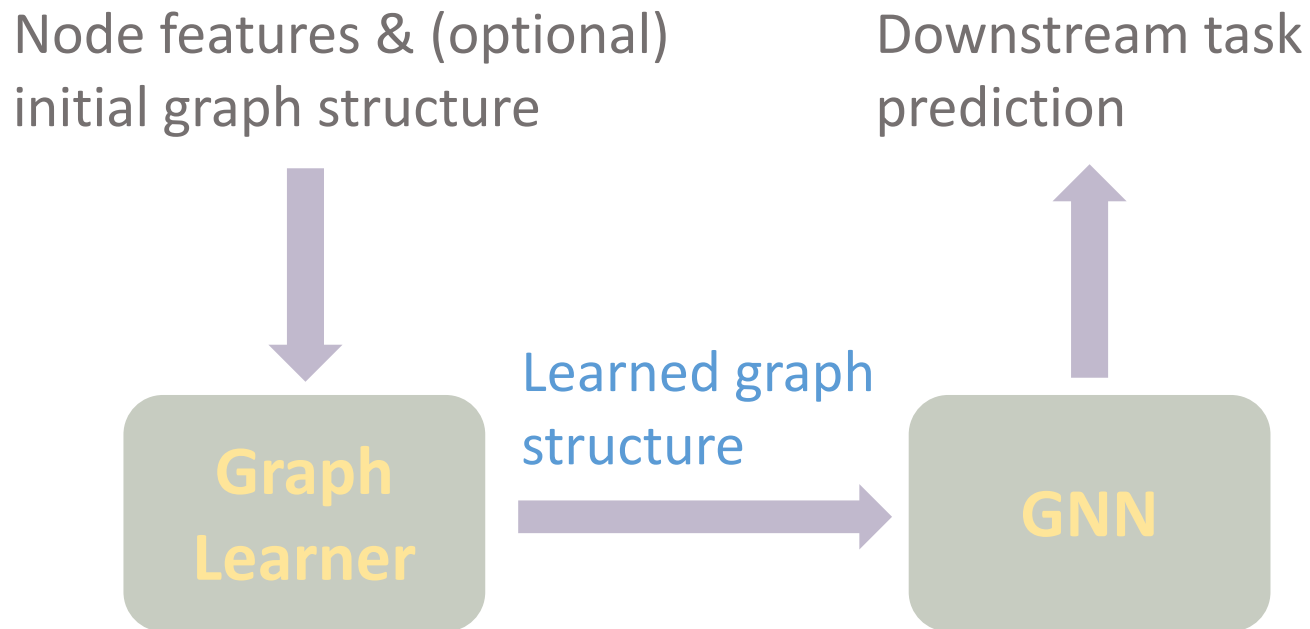 Node features & (optional)
initial graph structure
Downstream task
prediction
Learned graph
structure
Graph
Learner
GNN